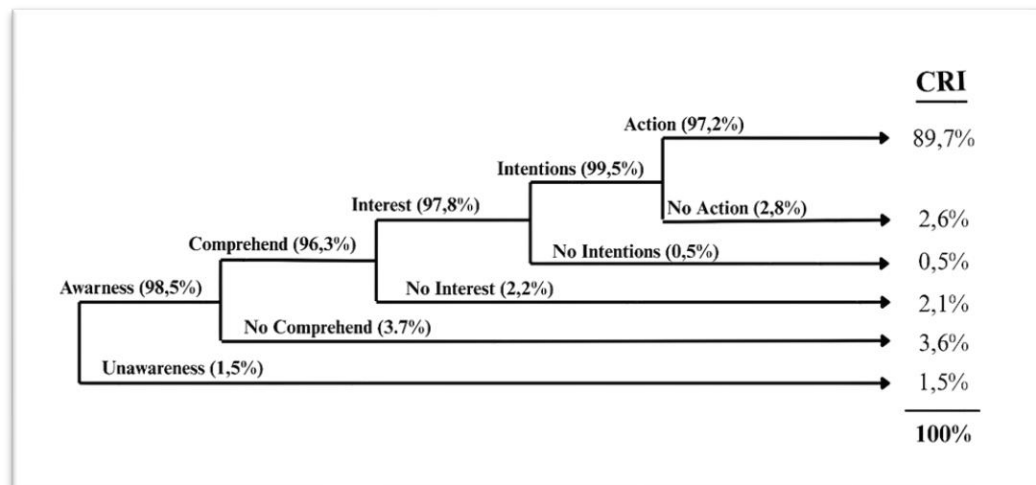 CRI
Action (97,2%)
89,7%
Intentions (99,5%)
Interest (97,8%)
No Action (2,8%)
2,6%
Comprehend (96,3%)
No Intentions (0,5%)
0,5%
Awarness (98,5%)
No Interest (2,2%)
2,1%
No Comprehend (3.7%)
3,6%
Unawareness (1,5%)
1,5%
100%